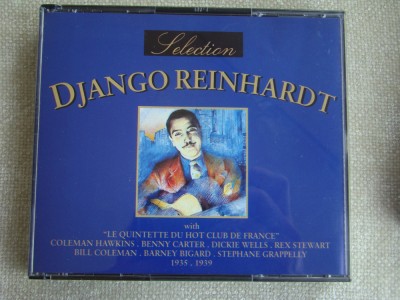 Selection
DJANGO REINHARDT
with
"LE QUINTETTE DU HOT CLUB DE FRANCE"
COLEMAN HAWKINS . BENNY CARTER . DICKIE WELLS . REX STEWART
BILL COLEMAN . BARNEY BIGARD . STEPHANE GRAPPELLY
1935 . 1939